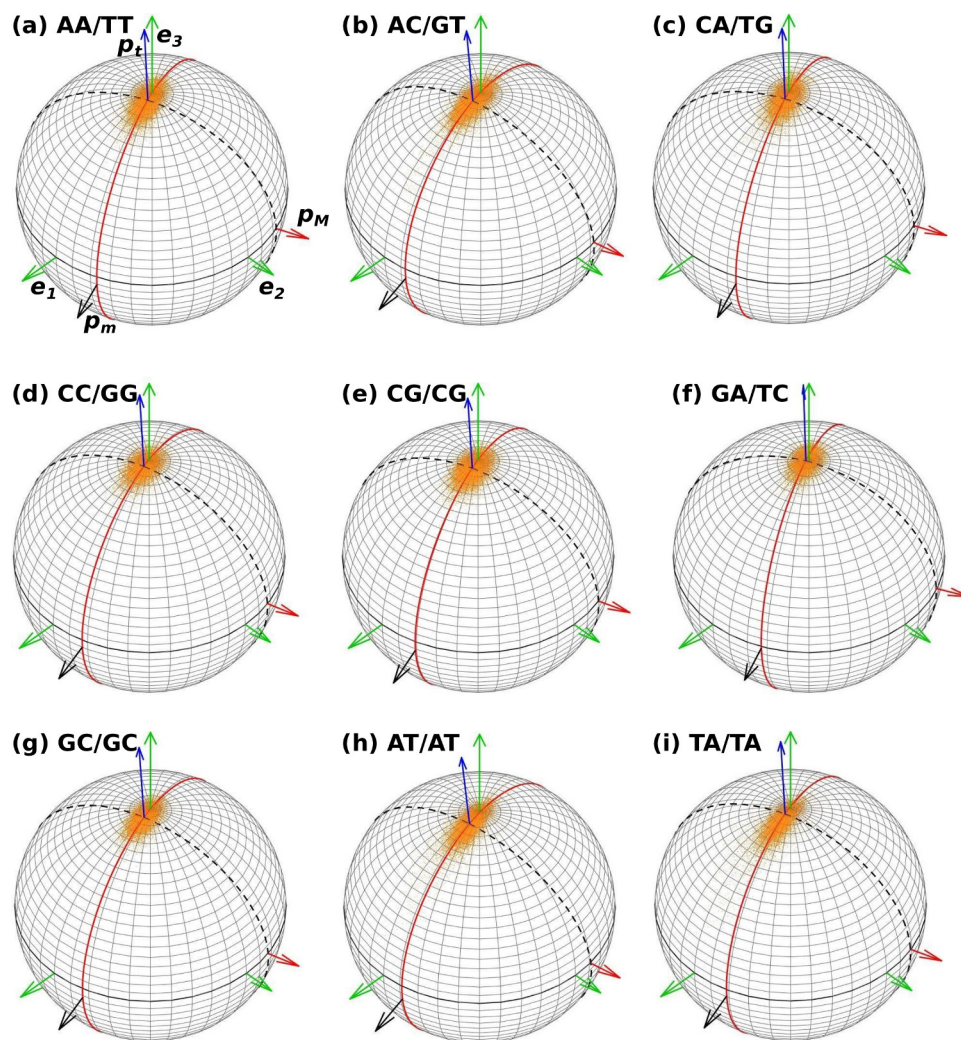 (a) AA/TT
(b) AC/GT
(c) CA/TG
p_t
e_3
p_M
e_1
e_2
p_m
(d) CC/GG
(e) CG/CG
(f) GA/TC
(g) GC/GC
(h) AT/AT
(i) TA/TA